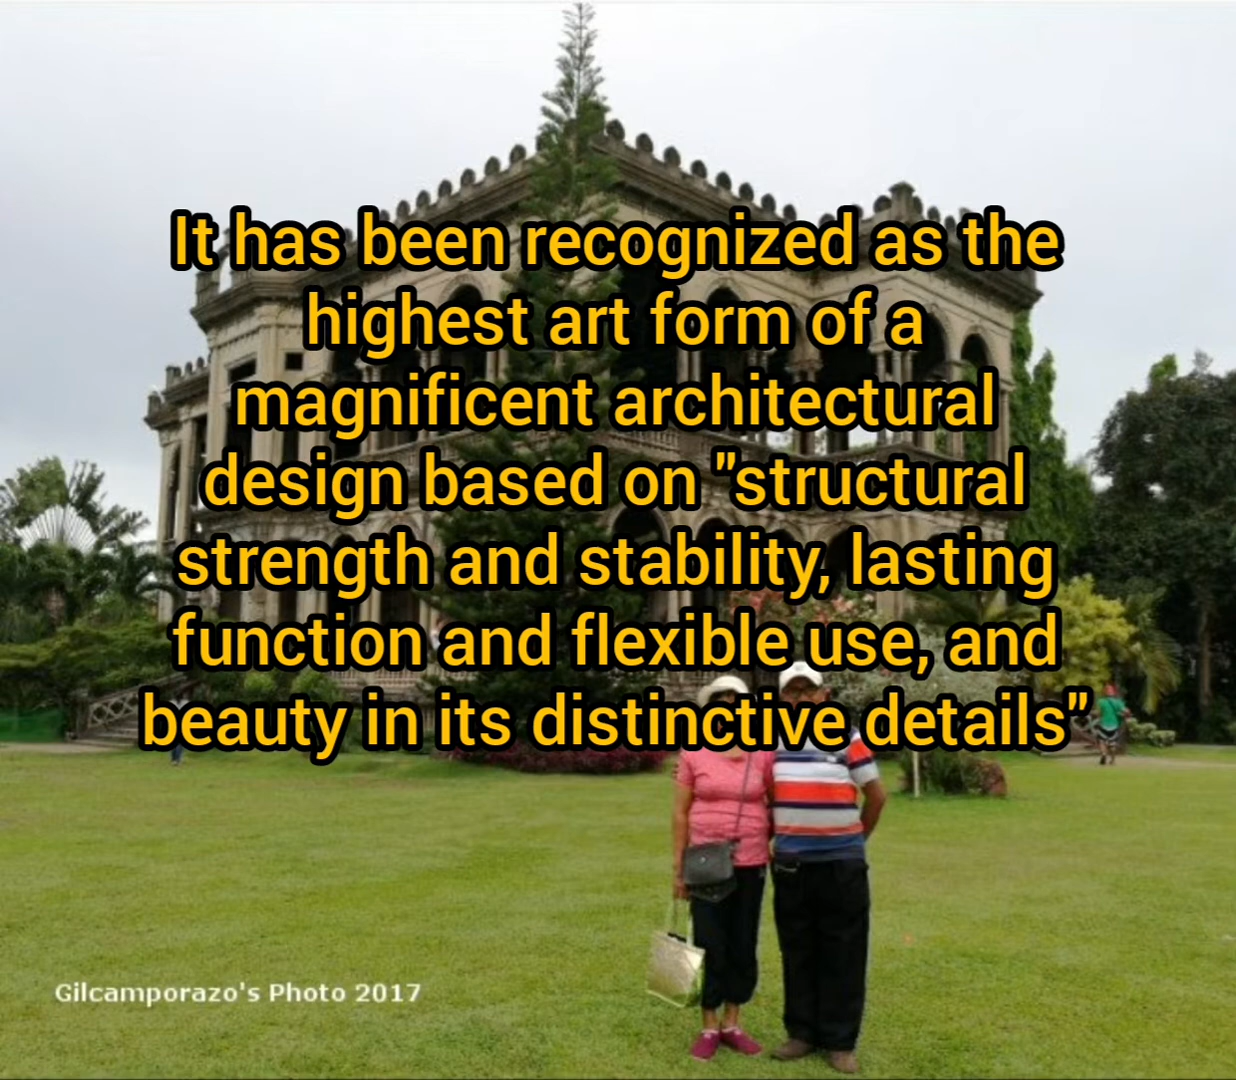 It has been recognized as the
highest art form of a
magnificent architectural
design based on "structural
strength and stability, lasting
function and flexible use, and
beauty in its distinctive details"
Gilcamporazo's Photo 2017